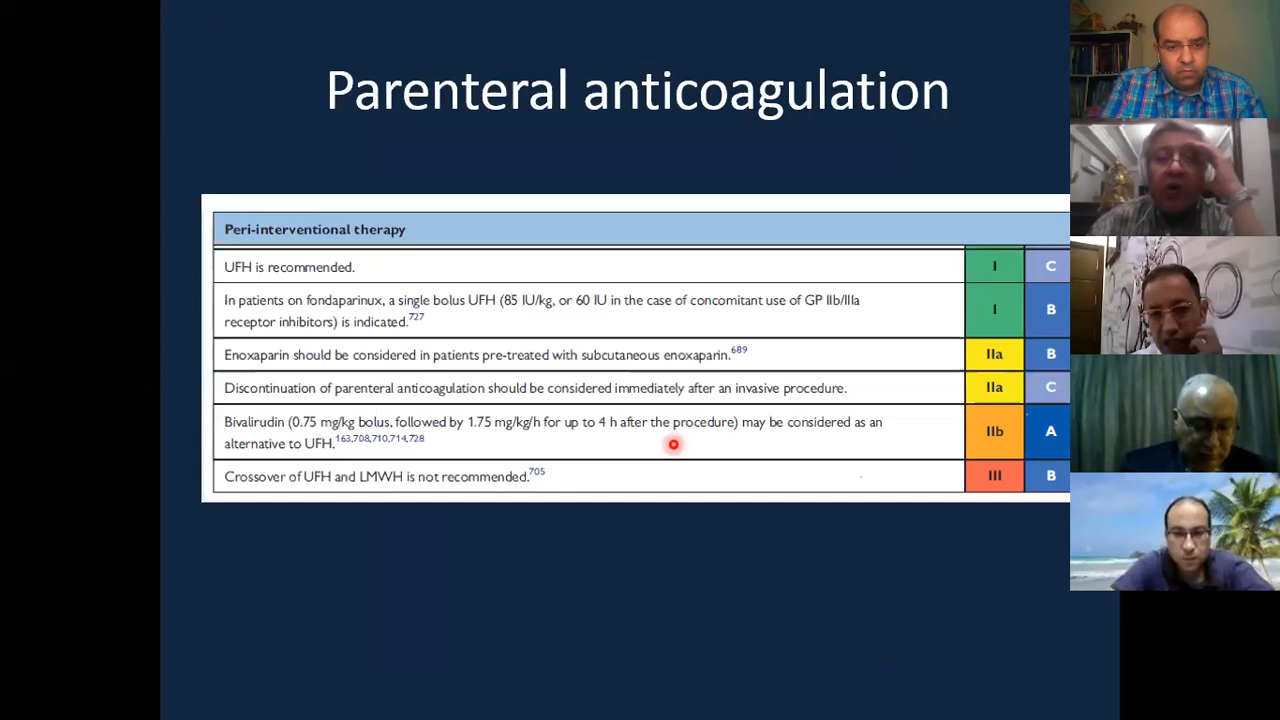 Parenteral anticoagulation
Peri-interventional therapy
UFH is recommended. I C
In patients on fondaparinux, a single bolus UFH (85 IU/kg, or 60 IU in the case of concomitant use of GP IIb/IIIa
receptor inhibitors) is indicated.727 I B
Enoxaparin should be considered in patients pre-treated with subcutaneous enoxaparin.689 IIa B
Discontinuation of parenteral anticoagulation should be considered immediately after an invasive procedure. IIa C
Bivalirudin (0.75 mg/kg bolus, followed by 1.75 mg/kg/h for up to 4 h after the procedure) may be considered as an
alternative to UFH.163,708,710,714,728 IIb A
Crossover of UFH and LMWH is not recommended.705 III B